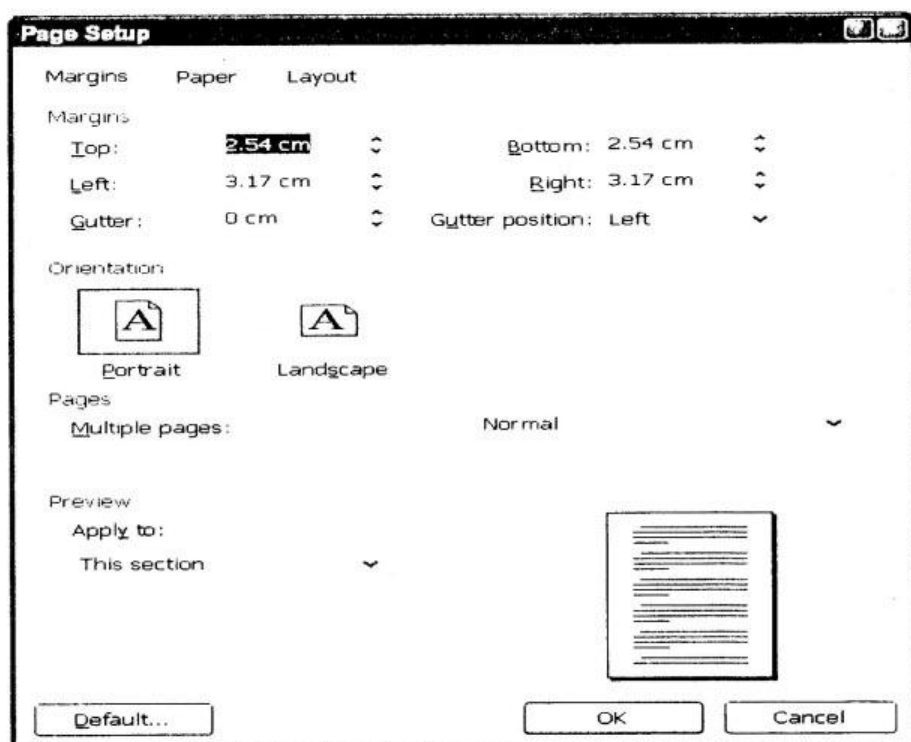 Page Setup
Margins Paper Layout
Margins
Top: 2.54 cm Bottom: 2.54 cm
Left: 3.17 cm Right: 3.17 cm
Gutter: 0 cm Gutter position: Left
Orientation
A A
Portrait Landscape
Pages
Multiple pages: Normal
Preview
Apply to:
This section
Default... OK Cancel